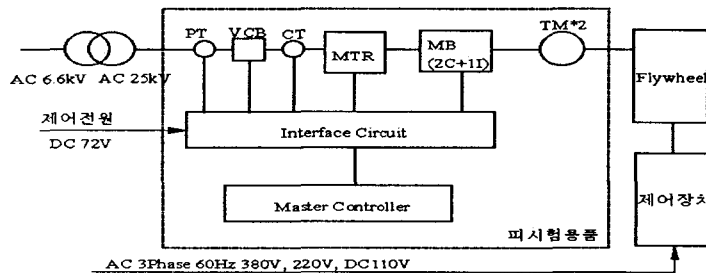 PT
VCB
CT
TM*2
MTR
MB
(2C+1I)
AC 6.6kV
AC 25kV
Flywheel
제어전원
DC 72V
Interface Circuit
Master Controller
제어장치
피시험용품
AC 3Phase 60Hz 380V, 220V, DC110V